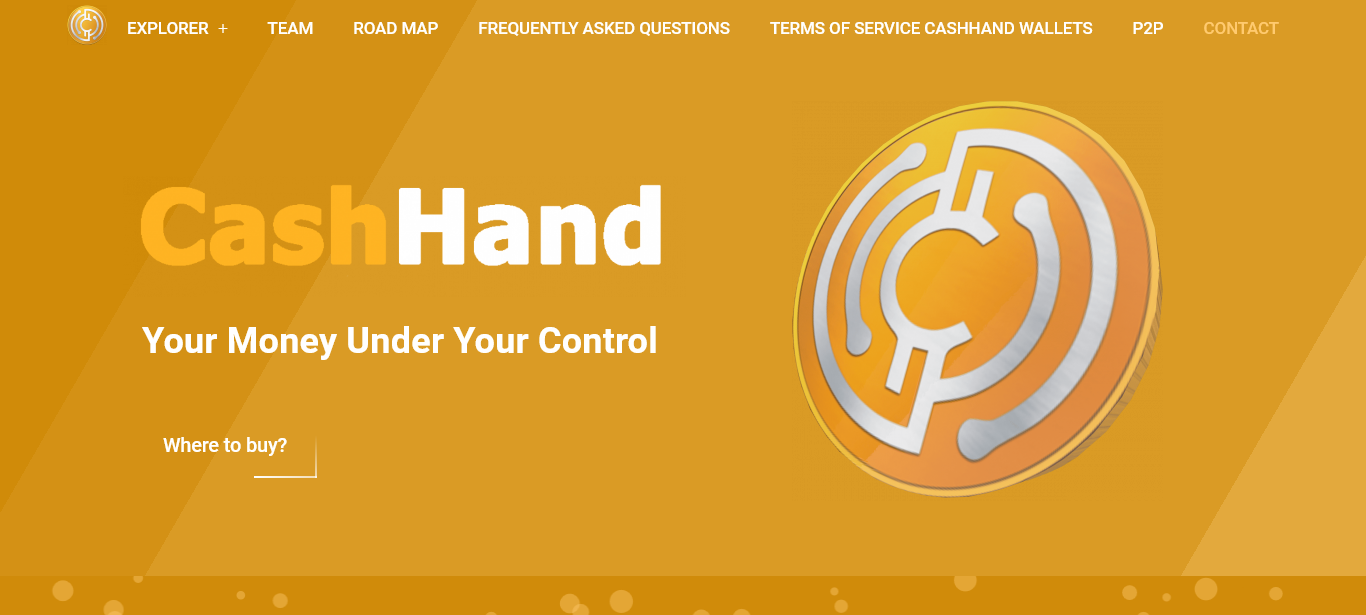 EXPLORER + TEAM ROAD MAP FREQUENTLY ASKED QUESTIONS TERMS OF SERVICE CASHHAND WALLETS P2P CONTACT
CashHand
Your Money Under Your Control
Where to buy?